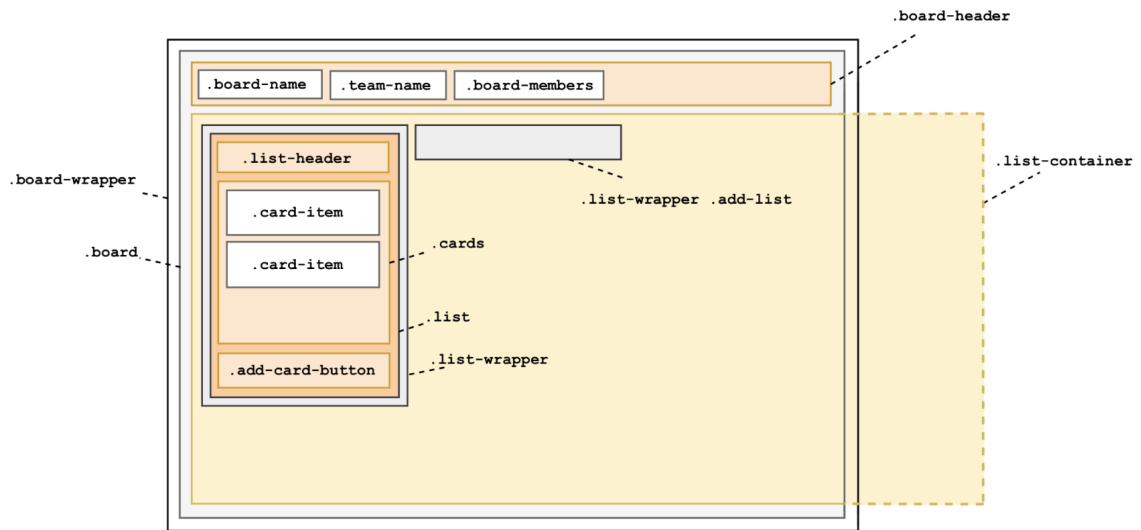 .board-header
.board-name
.team-name
.board-members
.list-header
.list-container
.board-wrapper
.list-wrapper .add-list
.card-item
.board
.cards
.card-item
.list
.list-wrapper
.add-card-button